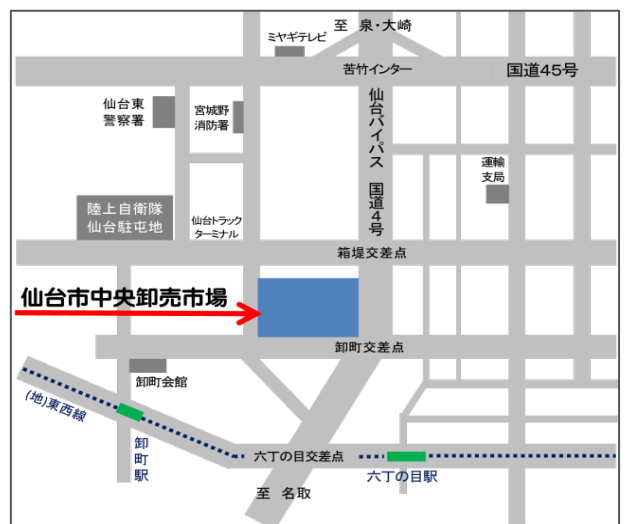 至 泉・大崎
ミヤギテレビ
苦竹インター
国道45号
仙台東
警察署
宮城野
消防署
仙台バイパス 国道4号
運輸
支局
陸上自衛隊
仙台駐屯地
仙台トラック
ターミナル
箱堤交差点
仙台市中央卸売市場
卸町交差点
卸町会館
(地)東西線
卸町駅
六丁の目交差点
六丁の目駅
至 名取